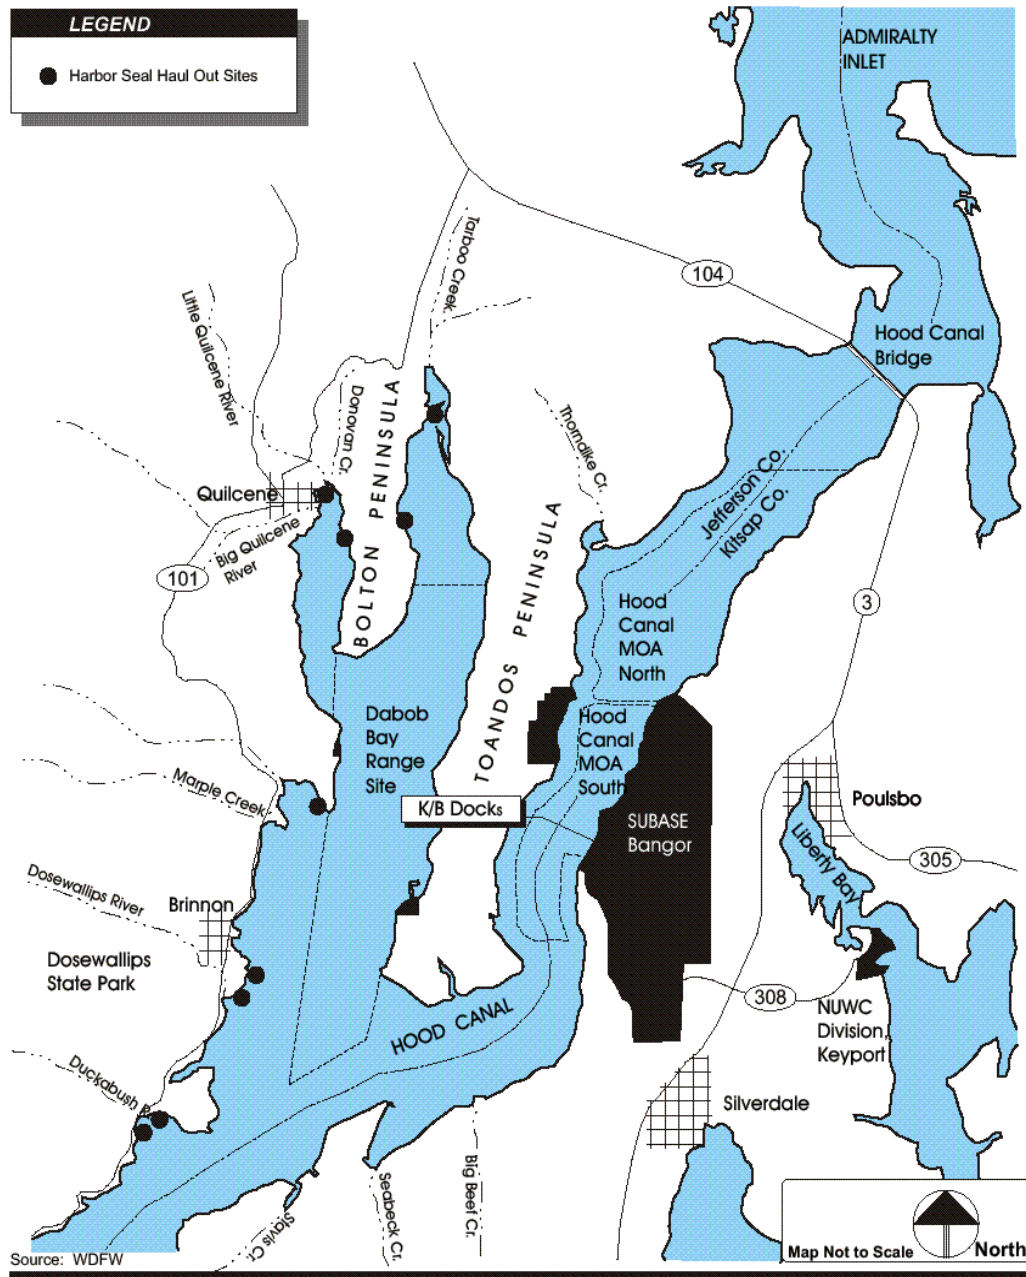 LEGEND
Harbor Seal Haul Out Sites
ADMIRALTY
INLET
Tarboo Creek
104
Little Quilcene River
Hood Canal
Bridge
Donovan Cr.
BOLTON PENINSULA
Thorndike Cr.
Jefferson Co.
Kitsap Co.
Quilcene
Big Quilcene
River
101
TOANDOS PENINSULA
Hood
Canal
MOA
North
3
Dabob
Bay
Range
Site
Hood
Canal
MOA
South
Marple Creek
K/B Docks
SUBASE
Bangor
Poulsbo
Liberty Bay
305
Dosewallips River
Brinnon
Dosewallips
State Park
308
NUWC
Division,
Keyport
HOOD CANAL
Duckabush R.
Silverdale
Stavis Cr.
Seabeck Cr.
Big Beef Cr.
Source: WDFW
Map Not to Scale
North